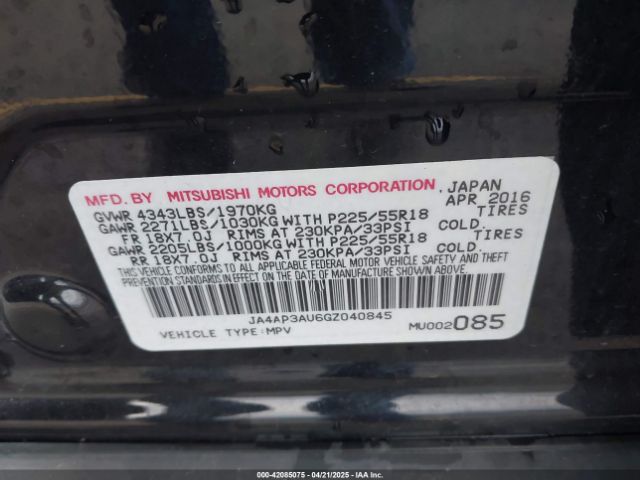 MFD. BY MITSUBISHI MOTORS CORPORATION, JAPAN
GVWR 4343LBS/1970KG APR 2016
GAWR 2271LBS/1030KG WITH P225/55R18 TIRES
FR 18X7.0J RIMS AT 230KPA/33PSI COLD.
GAWR 2205LBS/1000KG WITH P225/55R18 TIRES
RR 18X7.0J RIMS AT 230KPA/33PSI COLD.
THIS VEHICLE CONFORMS TO ALL APPLICABLE FEDERAL MOTOR VEHICLE SAFETY AND THEFT
PREVENTION STANDARDS IN EFFECT ON THE DATE OF MANUFACTURE SHOWN ABOVE.
JA4AP3AU6GZ040845
VEHICLE TYPE:MPV MU002085
000-42085075 - 04/21/2025 - IAAI.com